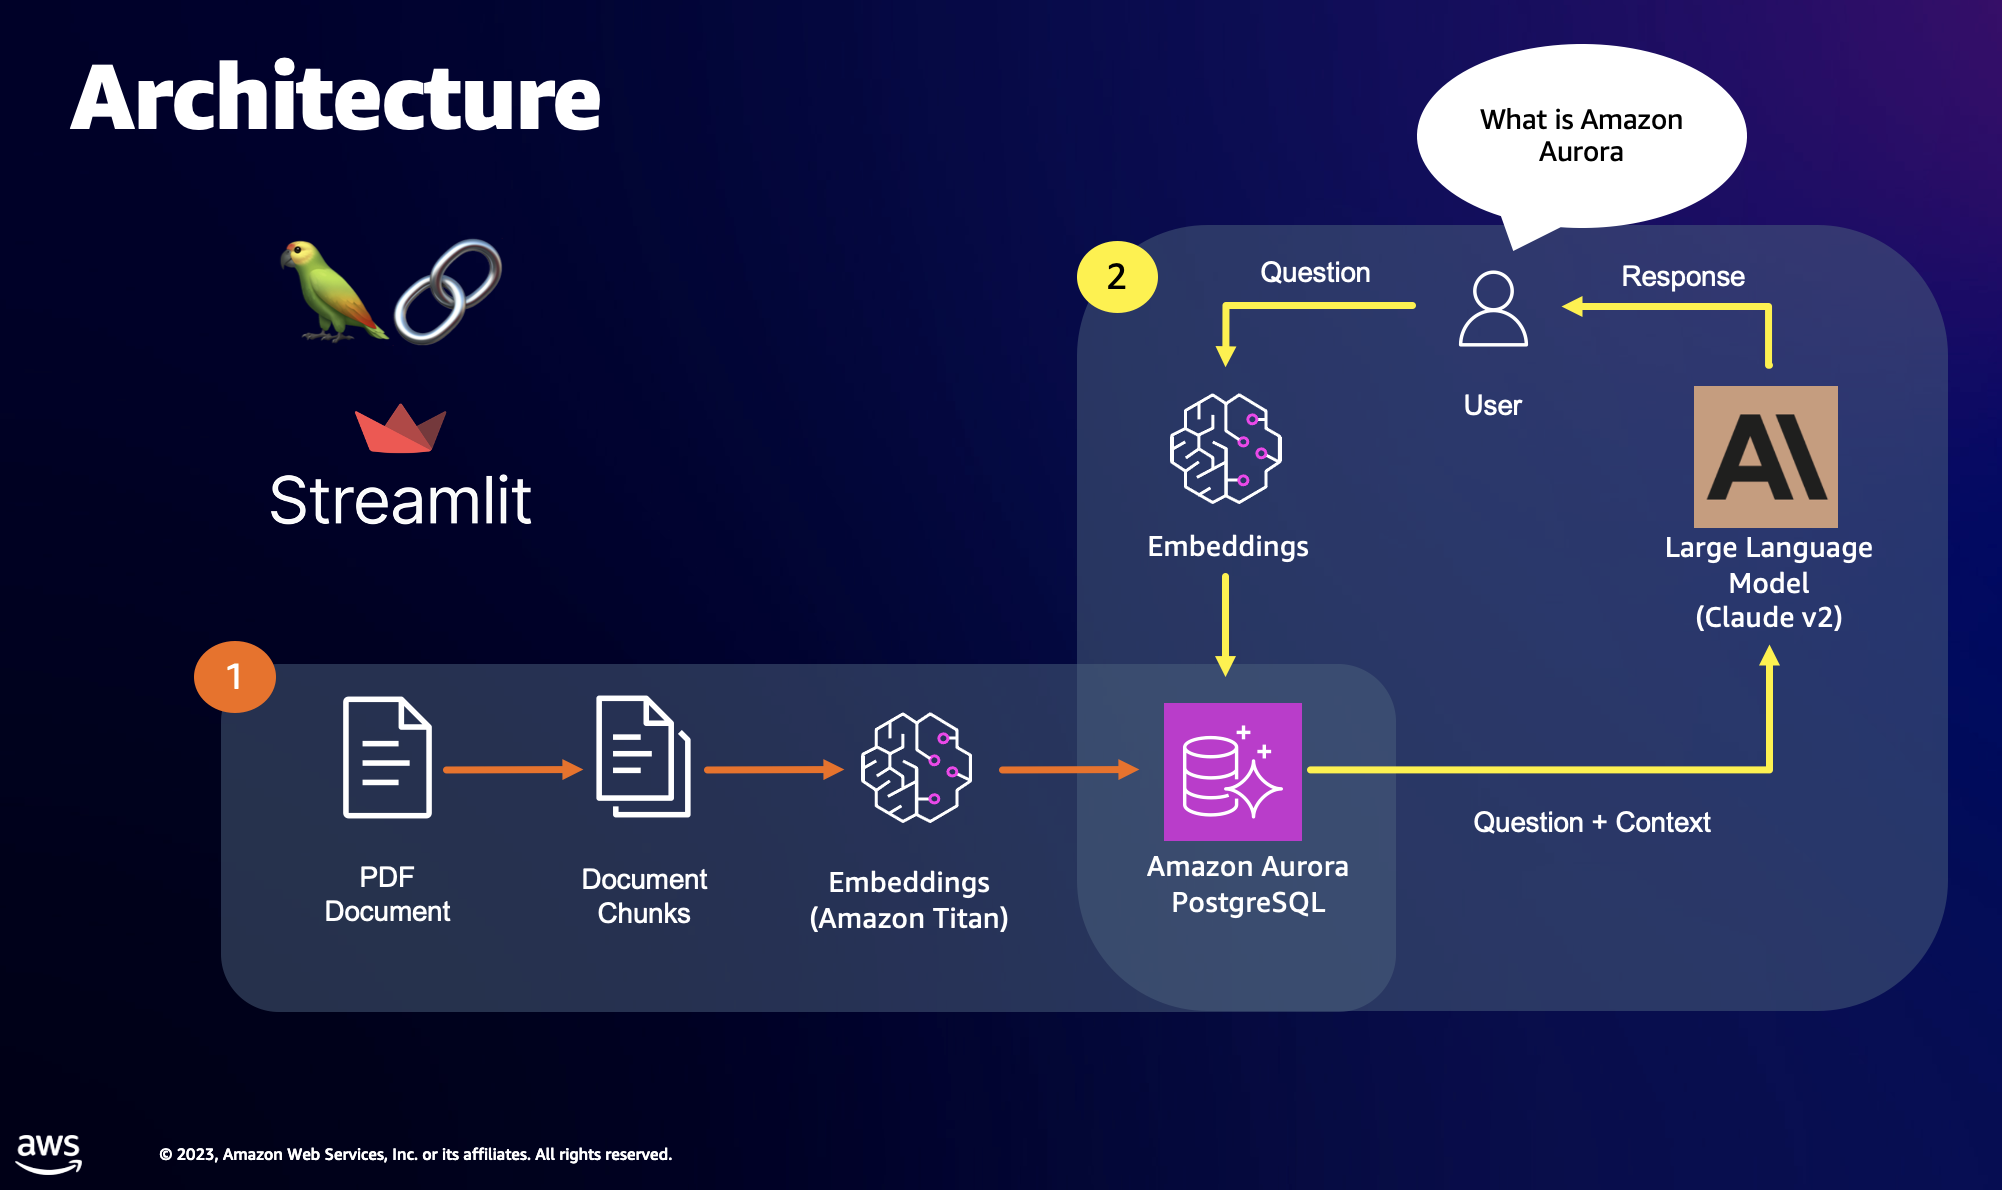 Architecture
What is Amazon
Aurora
2
Question
Response
User
Streamlit
Embeddings
Large Language
Model
(Claude v2)
1
PDF
Document
Document
Chunks
Embeddings
(Amazon Titan)
Amazon Aurora
PostgreSQL
Question + Context
aws
© 2023, Amazon Web Services, Inc. or its affiliates. All rights reserved.